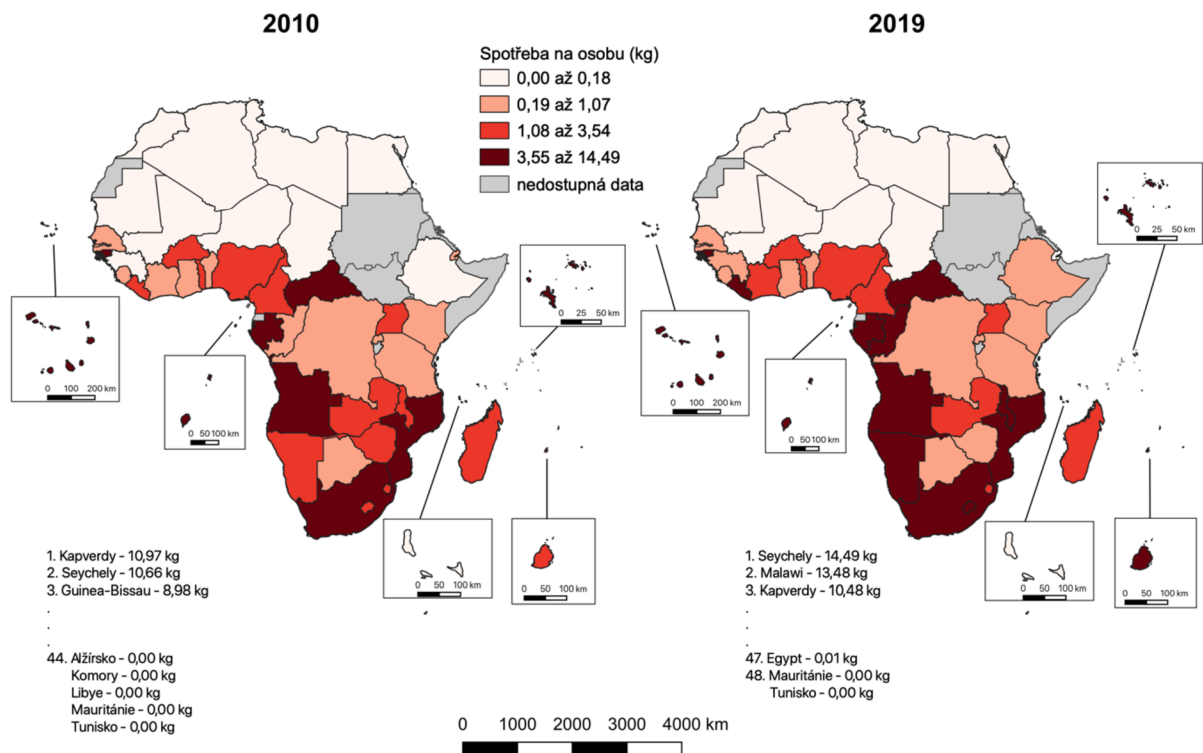 2010
2019
Spotřeba na osobu (kg)
0,00 až 0,18
0,19 až 1,07
1,08 až 3,54
3,55 až 14,49
nedostupná data
0 25 50 km
0 25 50 km
0 100 200 km
0 50 100 km
0 50 100 km
0 50 100 km
0 100 200 km
0 50 100 km
0 50 100 km
0 50 100 km
1. Kapverdy - 10,97 kg
2. Seychely - 10,66 kg
3. Guinea-Bissau - 8,98 kg
.
.
.
44. Alžírsko - 0,00 kg
Komory - 0,00 kg
Libye - 0,00 kg
Mauritánie - 0,00 kg
Tunisko - 0,00 kg
1. Seychely - 14,49 kg
2. Malawi - 13,48 kg
3. Kapverdy - 10,48 kg
.
.
.
47. Egypt - 0,01 kg
48. Mauritánie - 0,00 kg
Tunisko - 0,00 kg
0 1000 2000 3000 4000 km